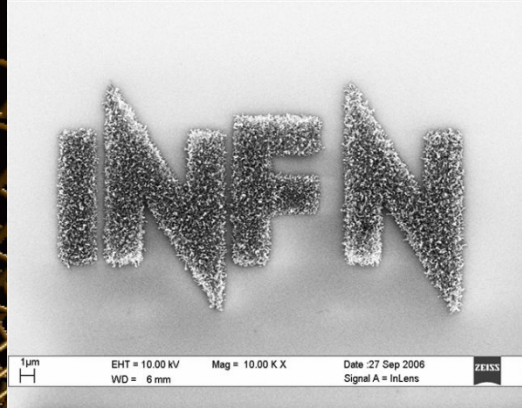 INFN
1µm
EHT = 10.00 kV Mag = 10.00 K X Date :27 Sep 2006
WD = 6 mm Signal A = InLens
ZEISS